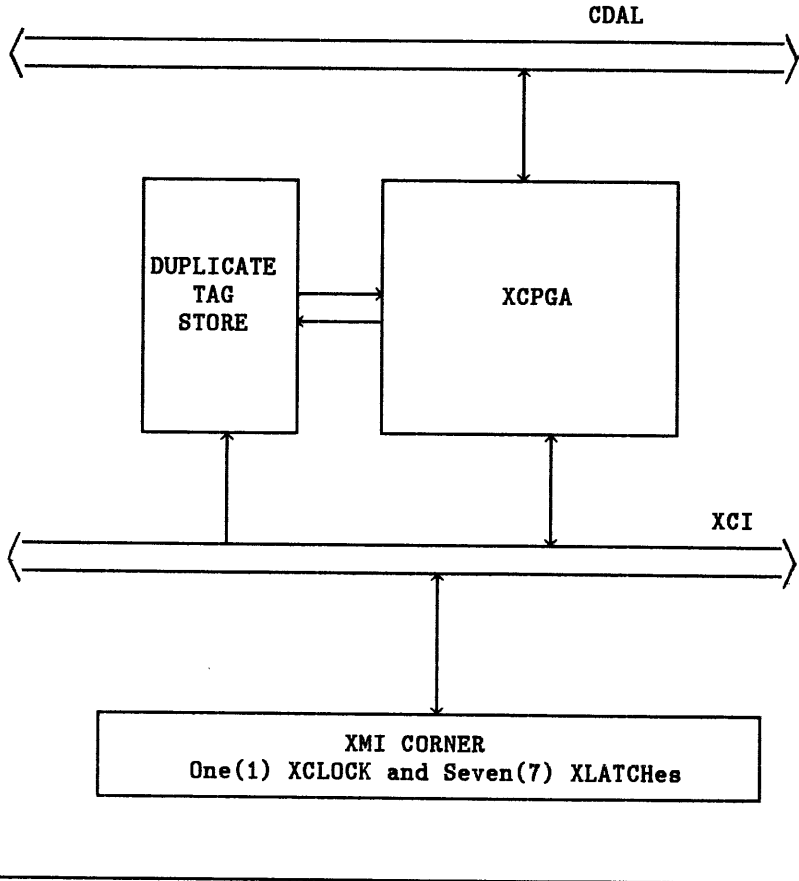 CDAL
DUPLICATE
TAG
STORE
XCPGA
XCI
XMI CORNER
One(1) XCLOCK and Seven(7) XLATCHes